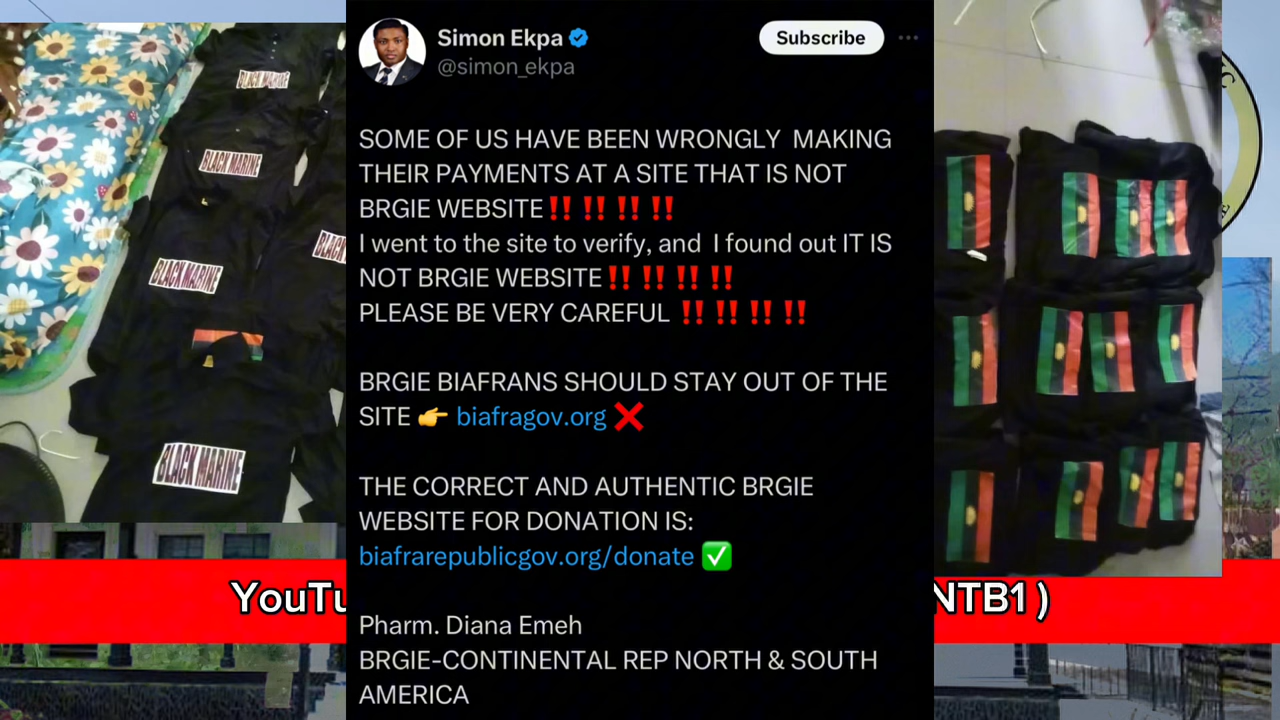 BLACK MARINE
BLACK MARINE
BLACK MARINE
BLACK MARINE
Simon Ekpa
@simon_ekpa
Subscribe
SOME OF US HAVE BEEN WRONGLY MAKING
THEIR PAYMENTS AT A SITE THAT IS NOT
BRGIE WEBSITE‼️ ‼️ ‼️ ‼️
I went to the site to verify, and I found out IT IS
NOT BRGIE WEBSITE‼️ ‼️ ‼️ ‼️
PLEASE BE VERY CAREFUL ‼️ ‼️ ‼️ ‼️
BRGIE BIAFRANS SHOULD STAY OUT OF THE
SITE 👉 biafragov.org ❌
THE CORRECT AND AUTHENTIC BRGIE
WEBSITE FOR DONATION IS:
biafrarepublicgov.org/donate ✅
Pharm. Diana Emeh
BRGIE-CONTINENTAL REP NORTH & SOUTH
AMERICA
YouTu
NTB1 )